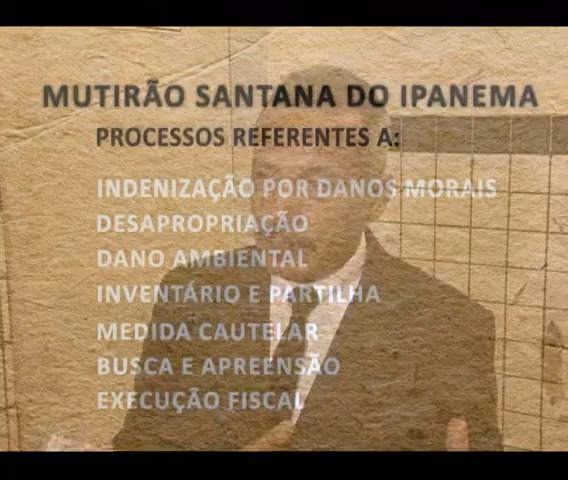 MUTIRÃO SANTANA DO IPANEMA
PROCESSOS REFERENTES A:
INDENIZAÇÃO POR DANOS MORAIS
DESAPROPRIAÇÃO
DANO AMBIENTAL
INVENTÁRIO E PARTILHA
MEDIDA CAUTELAR
BUSCA E APREENSÃO
EXECUÇÃO FISCAL